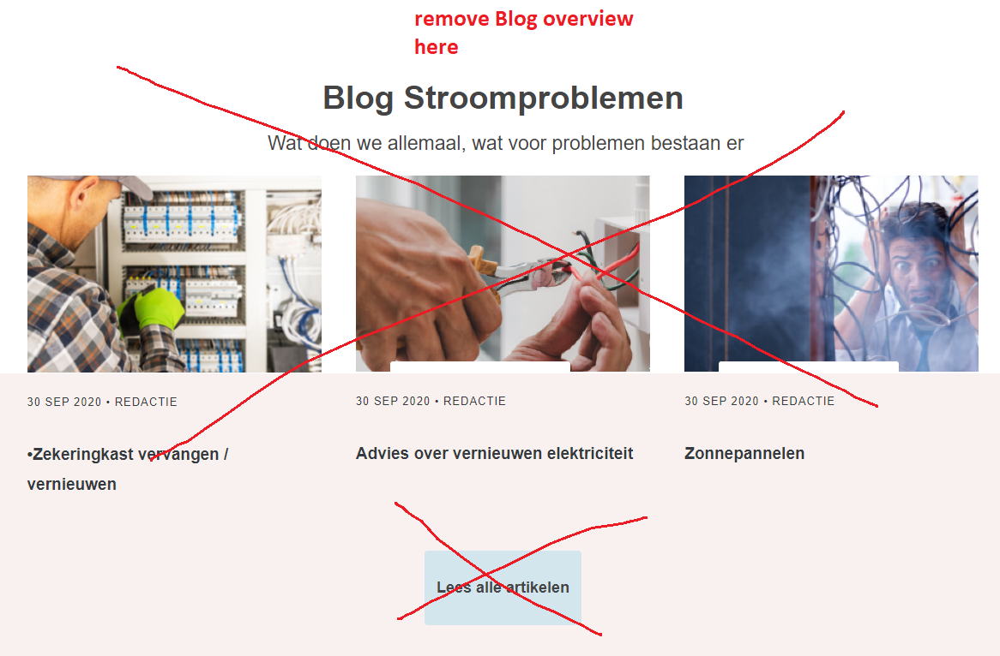 remove Blog overview
here
Blog Stroomproblemen
Wat doen we allemaal, wat voor problemen bestaan er
30 SEP 2020 • REDACTIE
•Zekeringkast vervangen /
vernieuwen
30 SEP 2020 • REDACTIE
Advies over vernieuwen elektriciteit
30 SEP 2020 • REDACTIE
Zonnepannelen
Lees alle artikelen